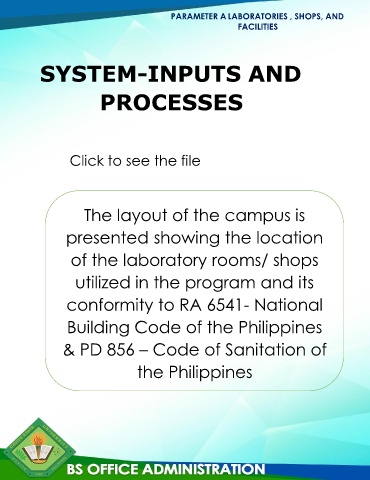 PARAMETER A LABORATORIES , SHOPS, AND
FACILITIES
SYSTEM-INPUTS AND
PROCESSES
Click to see the file
The layout of the campus is
presented showing the location
of the laboratory rooms/ shops
utilized in the program and its
conformity to RA 6541- National
Building Code of the Philippines
& PD 856 – Code of Sanitation of
the Philippines
BS OFFICE ADMINISTRATION